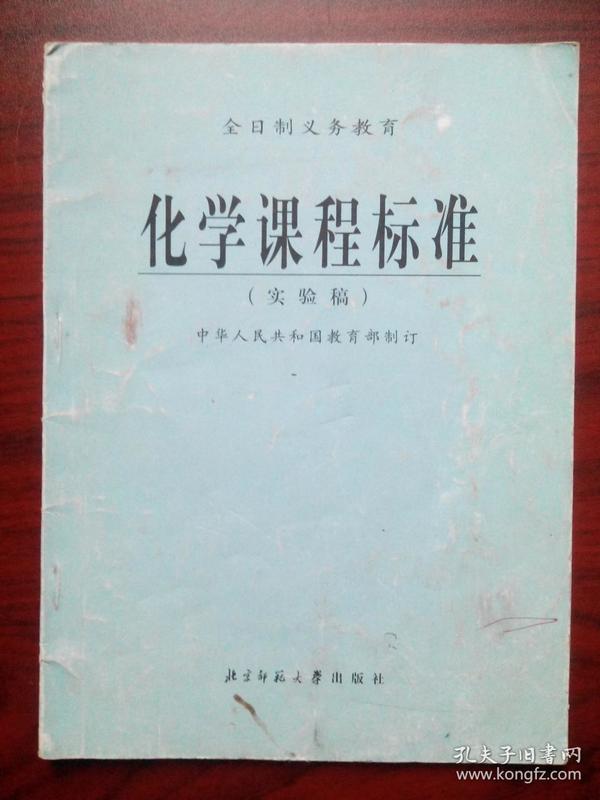 全日制义务教育
化学课程标准
（实验稿）
中华人民共和国教育部制订
北京师范大学出版社
孔夫子旧书网
www.kongfz.com